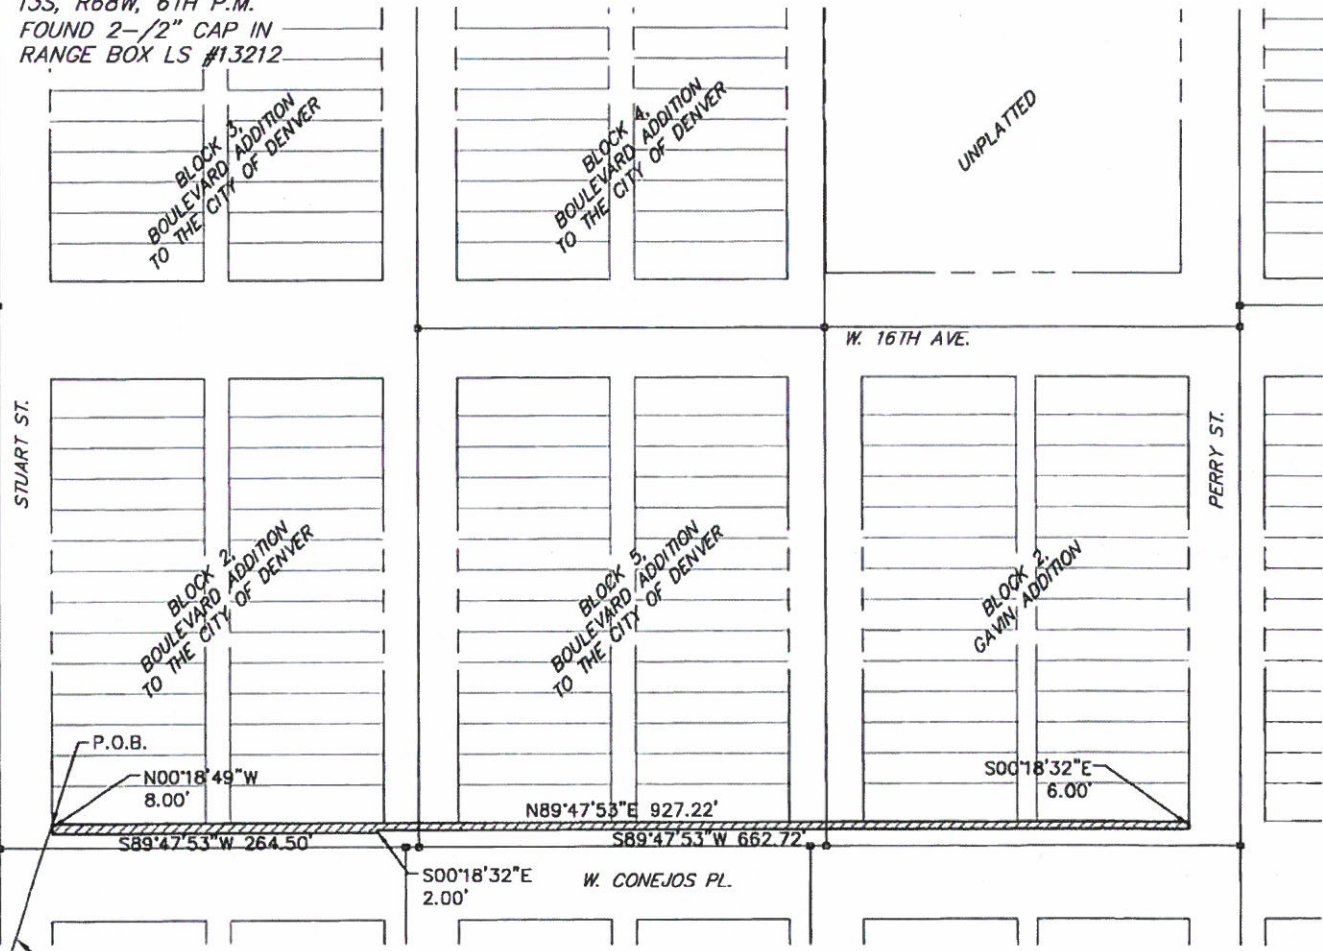 T3S, R68W, 6TH P.M.
FOUND 2-/2" CAP IN
RANGE BOX LS #13212
BLOCK 3,
BOULEVARD ADDITION
TO THE CITY OF DENVER
BLOCK 4,
BOULEVARD ADDITION
TO THE CITY OF DENVER
UNPLATTED
W. 16TH AVE.
STUART ST.
PERRY ST.
BLOCK 2,
BOULEVARD ADDITION
TO THE CITY OF DENVER
BLOCK 5,
BOULEVARD ADDITION
TO THE CITY OF DENVER
BLOCK 2,
GAVIN ADDITION
P.O.B.
N00°18'49"W
8.00'
S00°18'32"E
6.00'
N89°47'53"E 927.22'
S89°47'53"W 264.50'
S89°47'53"W 662.72'
S00°18'32"E
2.00'
W. CONEJOS PL.